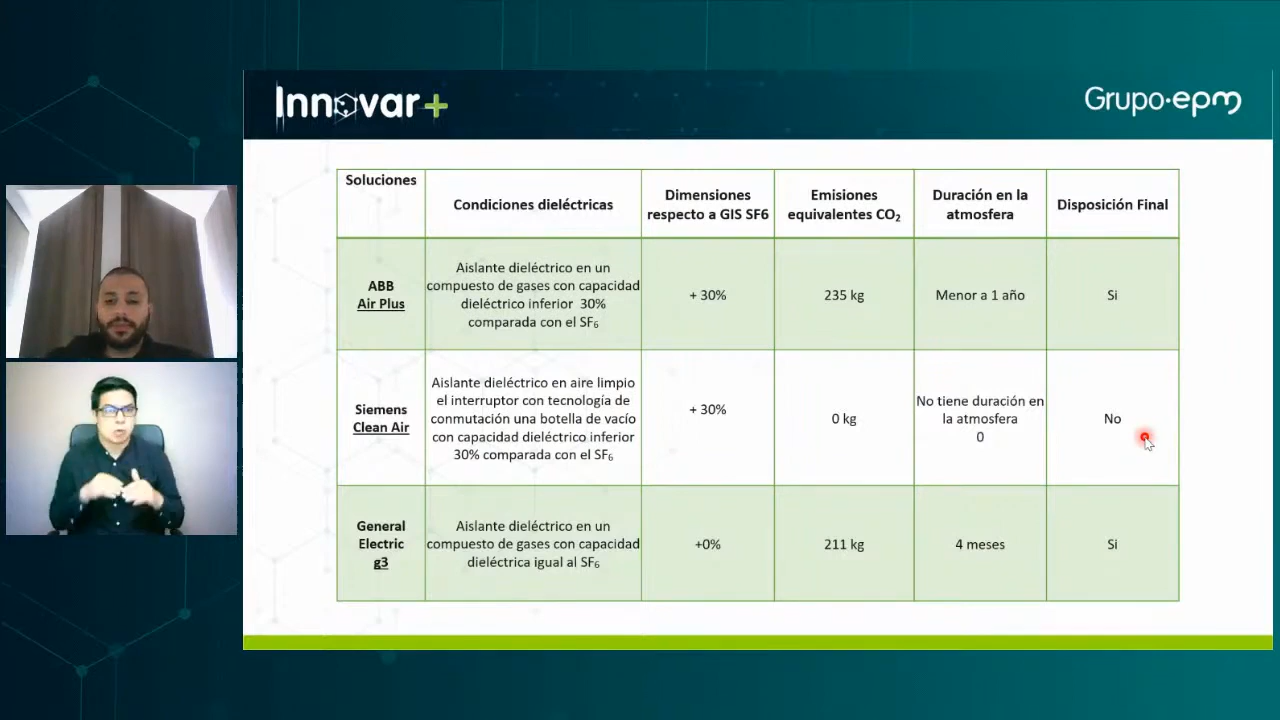 Innovar+
Grupo·epm
Soluciones
Condiciones dieléctricas
Dimensiones
respecto a GIS SF6
Emisiones
equivalentes CO₂
Duración en la
atmosfera
Disposición Final
ABB
Air Plus
Aislante dieléctrico en un
compuesto de gases con capacidad
dieléctrico inferior 30%
comparada con el SF₆
+ 30%
235 kg
Menor a 1 año
Si
Siemens
Clean Air
Aislante dieléctrico en aire limpio
el interruptor con tecnología de
conmutación una botella de vacío
con capacidad dieléctrico inferior
30% comparada con el SF₆
+ 30%
0 kg
No tiene duración en
la atmosfera
0
No
General
Electric
g3
Aislante dieléctrico en un
compuesto de gases con capacidad
dieléctrica igual al SF₆
+0%
211 kg
4 meses
Si